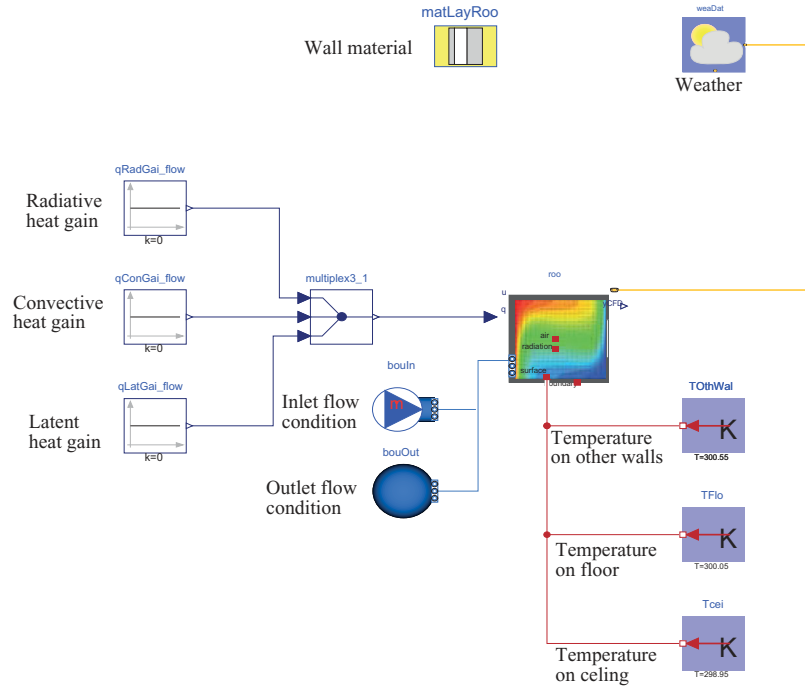 matLayRoo
Wall material
weaDat
Weather
qRadGai_flow
Radiative
heat gain
k=0
qConGai_flow
Convective
heat gain
k=0
multiplex3_1
qLatGai_flow
Latent
heat gain
k=0
roo
u
q
yCFD
air
radiation
surface
boundary
bouIn
m
Inlet flow
condition
bouOut
Outlet flow
condition
TOthWal
K
T=300.55
Temperature
on other walls
TFlo
K
T=300.05
Temperature
on floor
Tcei
K
T=298.95
Temperature
on celing